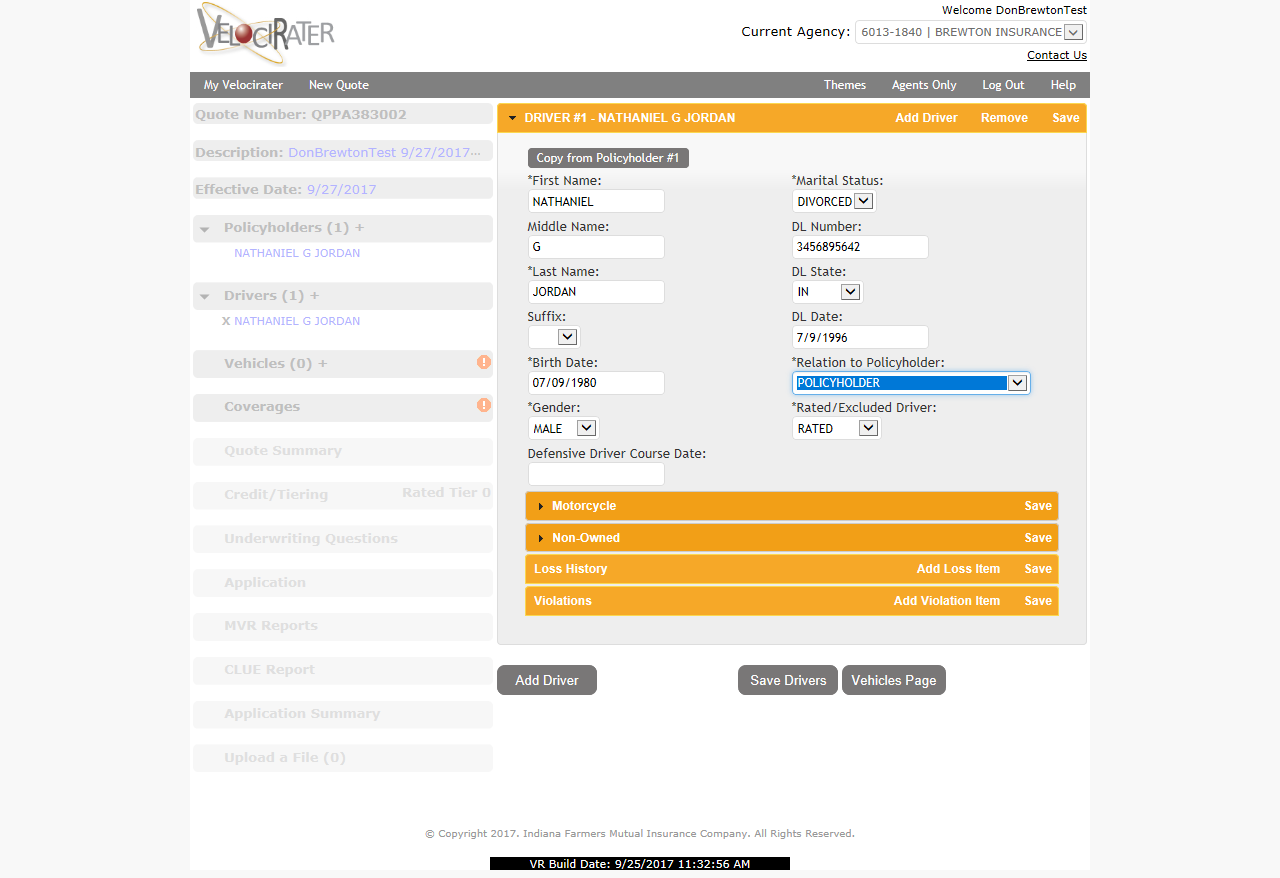 VELOCIRATER
Welcome DonBrewtonTest
Current Agency: 6013-1840 | BREWTON INSURANCE
Contact Us
My Velocirater New Quote Themes Agents Only Log Out Help
Quote Number: QPPA383002
Description: DonBrewtonTest 9/27/2017...
Effective Date: 9/27/2017
Policyholders (1) +
NATHANIEL G JORDAN
Drivers (1) +
X NATHANIEL G JORDAN
Vehicles (0) + !
Coverages !
Quote Summary
Credit/Tiering Rated Tier 0
Underwriting Questions
Application
MVR Reports
CLUE Report
Application Summary
Upload a File (0)
DRIVER #1 - NATHANIEL G JORDAN Add Driver Remove Save
Copy from Policyholder #1
*First Name:
NATHANIEL
Middle Name:
G
*Last Name:
JORDAN
Suffix:
*Birth Date:
07/09/1980
*Gender:
MALE
Defensive Driver Course Date:
*Marital Status:
DIVORCED
DL Number:
3456895642
DL State:
IN
DL Date:
7/9/1996
*Relation to Policyholder:
POLICYHOLDER
*Rated/Excluded Driver:
RATED
Motorcycle Save
Non-Owned Save
Loss History Add Loss Item Save
Violations Add Violation Item Save
Add Driver Save Drivers Vehicles Page
© Copyright 2017. Indiana Farmers Mutual Insurance Company. All Rights Reserved.
VR Build Date: 9/25/2017 11:32:56 AM